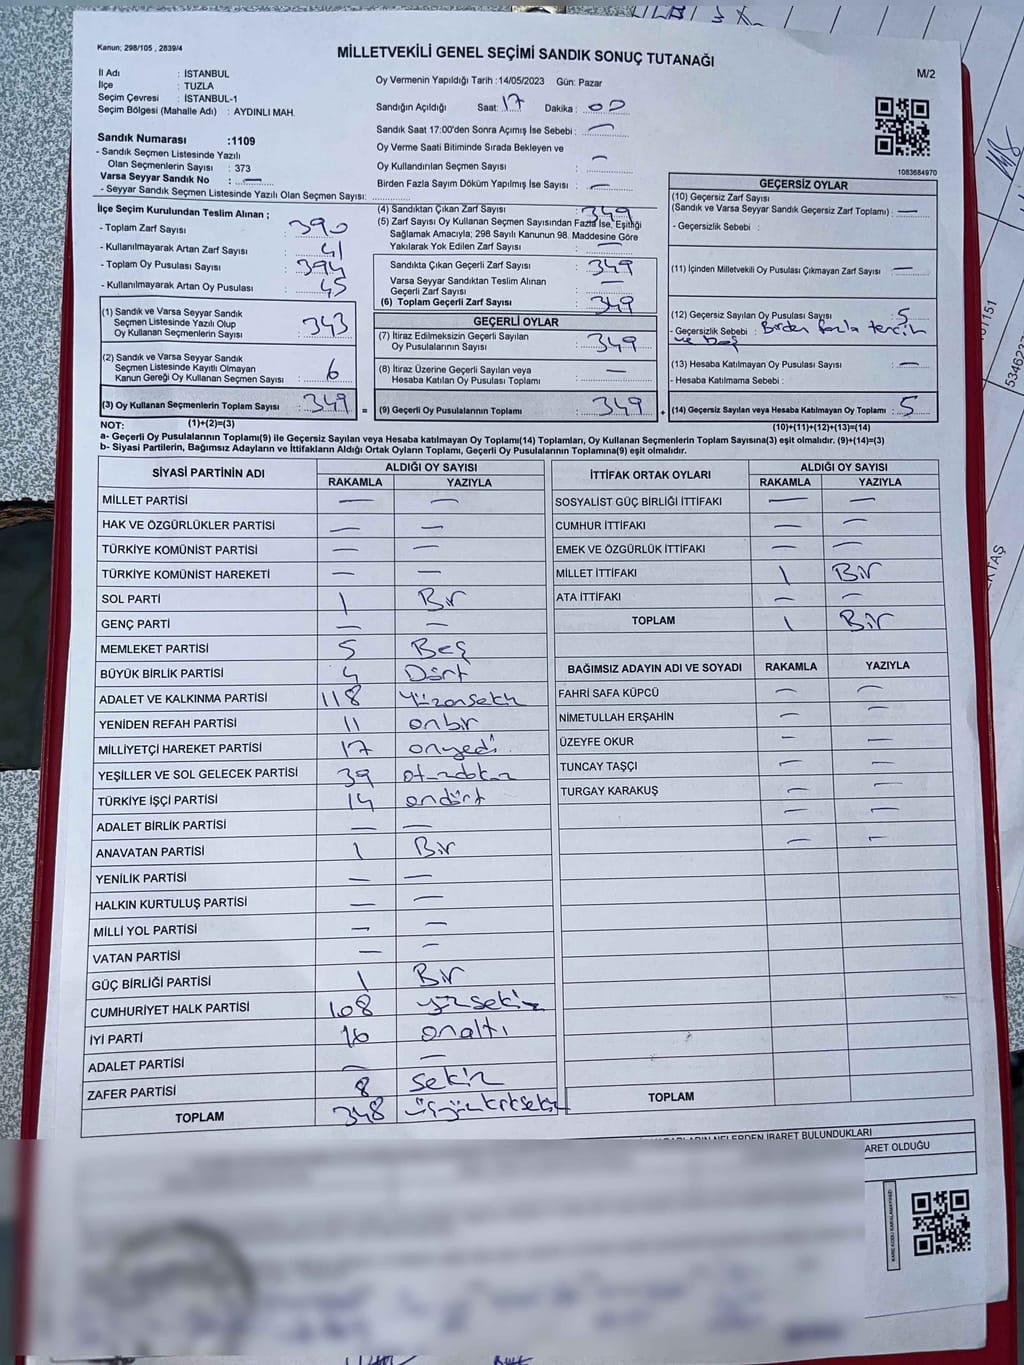 Kanun; 298/105 , 2839/4
MİLLETVEKİLİ GENEL SEÇİMİ SANDIK SONUÇ TUTANAĞI
M/2
İl Adı : İSTANBUL
İlçe : TUZLA
Seçim Çevresi : İSTANBUL-1
Seçim Bölgesi (Mahalle Adı) : AYDINLI MAH.
Oy Vermenin Yapıldığı Tarih :14/05/2023 Gün: Pazar
Sandığın Açıldığı Saat: 17 Dakika : 00
Sandık Saat 17:00'den Sonra Açımış İse Sebebi : —
Oy Verme Saati Bitiminde Sırada Bekleyen ve
Oy Kullandırılan Seçmen Sayısı : —
Birden Fazla Sayım Döküm Yapılmış İse Sayısı : —
1083684970
Sandık Numarası :1109
- Sandık Seçmen Listesinde Yazılı
Olan Seçmenlerin Sayısı : 373
Varsa Seyyar Sandık No : —
- Seyyar Sandık Seçmen Listesinde Yazılı Olan Seçmen Sayısı:
İlçe Seçim Kurulundan Teslim Alınan ;
- Toplam Zarf Sayısı : 390
- Kullanılmayarak Artan Zarf Sayısı : 41
- Toplam Oy Pusulası Sayısı : 394
- Kullanılmayarak Artan Oy Pusulası : 45
(1) Sandık ve Varsa Seyyar Sandık
Seçmen Listesinde Yazılı Olup
Oy Kullanan Seçmenlerin Sayısı : 343
(2) Sandık ve Varsa Seyyar Sandık
Seçmen Listesinde Kayıtlı Olmayan
Kanun Gereği Oy Kullanan Seçmen Sayısı : 6
(3) Oy Kullanan Seçmenlerin Toplam Sayısı : 349
(1)+(2)=(3)
(4) Sandıktan Çıkan Zarf Sayısı : 349
(5) Zarf Sayısı Oy Kullanan Seçmen Sayısından Fazla İse, Eşitliği
Sağlamak Amacıyla; 298 Sayılı Kanunun 98. Maddesine Göre
Yakılarak Yok Edilen Zarf Sayısı : —
Sandıkta Çıkan Geçerli Zarf Sayısı : 349
Varsa Seyyar Sandıktan Teslim Alınan
Geçerli Zarf Sayısı : —
(6) Toplam Geçerli Zarf Sayısı : 349
GEÇERLİ OYLAR
(7) İtiraz Edilmeksizin Geçerli Sayılan
Oy Pusulalarının Sayısı : 349
(8) İtiraz Üzerine Geçerli Sayılan veya
Hesaba Katılan Oy Pusulası Toplamı : —
= (9) Geçerli Oy Pusulalarının Toplamı : 349 +
GEÇERSİZ OYLAR
(10) Geçersiz Zarf Sayısı
(Sandık ve Varsa Seyyar Sandık Geçersiz Zarf Toplamı) : —
- Geçersizlik Sebebi :
(11) İçinden Milletvekili Oy Pusulası Çıkmayan Zarf Sayısı : —
(12) Geçersiz Sayılan Oy Pusulası Sayısı : 5
- Geçersizlik Sebebi : Birden fazla tercih
ve boş
(13) Hesaba Katılmayan Oy Pusulası Sayısı : —
- Hesaba Katılmama Sebebi :
(14) Geçersiz Sayılan veya Hesaba Katılmayan Oy Pusulası Toplamı : 5
(10)+(11)+(12)+(13)=(14)
NOT:
a- Geçerli Oy Pusulalarının Toplamı(9) ile Geçersiz Sayılan veya Hesaba katılmayan Oy Toplamı(14) Toplamları, Oy Kullanan Seçmenlerin Toplam Sayısına(3) eşit olmalıdır. (9)+(14)=(3)
b- Siyasi Partilerin, Bağımsız Adayların ve İttifakların Aldığı Ortak Oyların Toplamı, Geçerli Oy Pusulalarının Toplamına(9) eşit olmalıdır.
SİYASİ PARTİNİN ADI ALDIĞI OY SAYISI
RAKAMLA YAZIYLA
MİLLET PARTİSİ — —
HAK VE ÖZGÜRLÜKLER PARTİSİ — —
TÜRKİYE KOMÜNİST PARTİSİ — —
TÜRKİYE KOMÜNİST HAREKETİ — —
SOL PARTİ 1 Bir
GENÇ PARTİ — —
MEMLEKET PARTİSİ 5 Beş
BÜYÜK BİRLİK PARTİSİ 4 Dört
ADALET VE KALKINMA PARTİSİ 118 Yüzonsekiz
YENİDEN REFAH PARTİSİ 11 onbir
MİLLİYETÇİ HAREKET PARTİSİ 17 onyedi
YEŞİLLER VE SOL GELECEK PARTİSİ 39 otuzdokuz
TÜRKİYE İŞÇİ PARTİSİ 14 ondört
ADALET BİRLİK PARTİSİ — —
ANAVATAN PARTİSİ 1 Bir
YENİLİK PARTİSİ — —
HALKIN KURTULUŞ PARTİSİ — —
MİLLİ YOL PARTİSİ — —
VATAN PARTİSİ — —
GÜÇ BİRLİĞİ PARTİSİ 1 Bir
CUMHURİYET HALK PARTİSİ 108 yüzsekiz
İYİ PARTİ 16 onaltı
ADALET PARTİSİ — —
ZAFER PARTİSİ 8 sekiz
TOPLAM 348 üçyüzkırksekiz
İTTİFAK ORTAK OYLARI ALDIĞI OY SAYISI
RAKAMLA YAZIYLA
SOSYALİST GÜÇ BİRLİĞİ İTTİFAKI — —
CUMHUR İTTİFAKI — —
EMEK VE ÖZGÜRLÜK İTTİFAKI — —
MİLLET İTTİFAKI 1 Bir
ATA İTTİFAKI — —
TOPLAM 1 Bir
BAĞIMSIZ ADAYIN ADI VE SOYADI RAKAMLA YAZIYLA
FAHRİ SAFA KÜPCÜ — —
NİMETULLAH ERŞAHİN — —
ÜZEYFE OKUR — —
TUNCAY TAŞÇI — —
TURGAY KARAKUŞ — —
— —
— —
TOPLAM
NELERDEN İBARET BULUNDUKLARI
ARET OLDUĞU